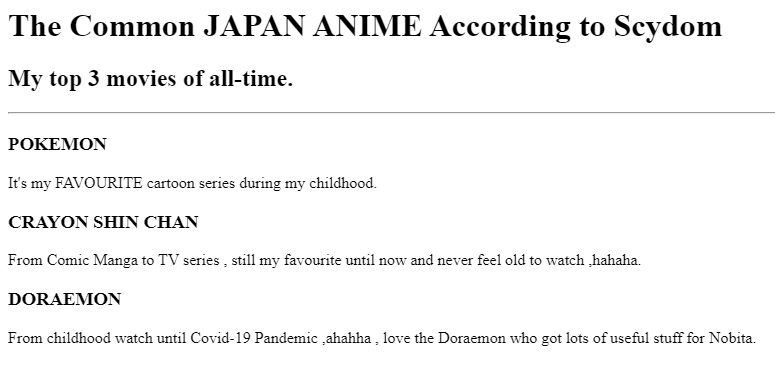 The Common JAPAN ANIME According to Scydom
My top 3 movies of all-time.
POKEMON
It's my FAVOURITE cartoon series during my childhood.
CRAYON SHIN CHAN
From Comic Manga to TV series , still my favourite until now and never feel old to watch ,hahaha.
DORAEMON
From childhood watch until Covid-19 Pandemic ,ahahha , love the Doraemon who got lots of useful stuff for Nobita.